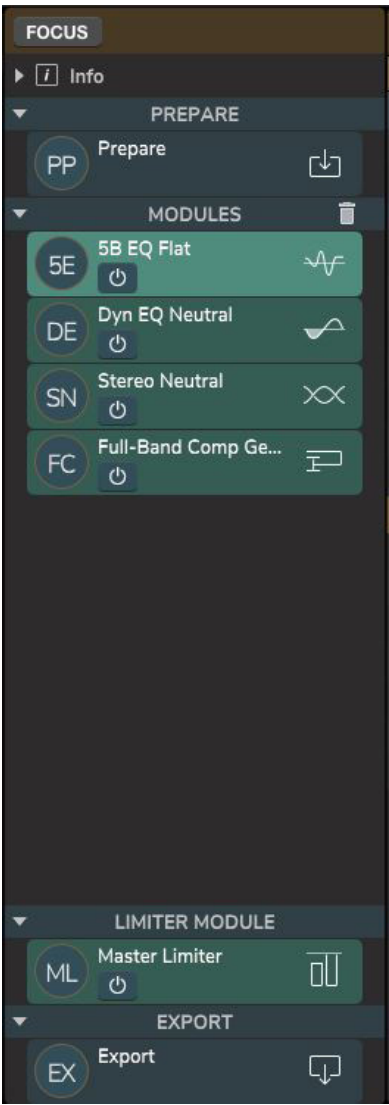 FOCUS
i Info
PREPARE
PP Prepare
MODULES
5E 5B EQ Flat
DE Dyn EQ Neutral
SN Stereo Neutral
FC Full-Band Comp Ge...
LIMITER MODULE
ML Master Limiter
EXPORT
EX Export